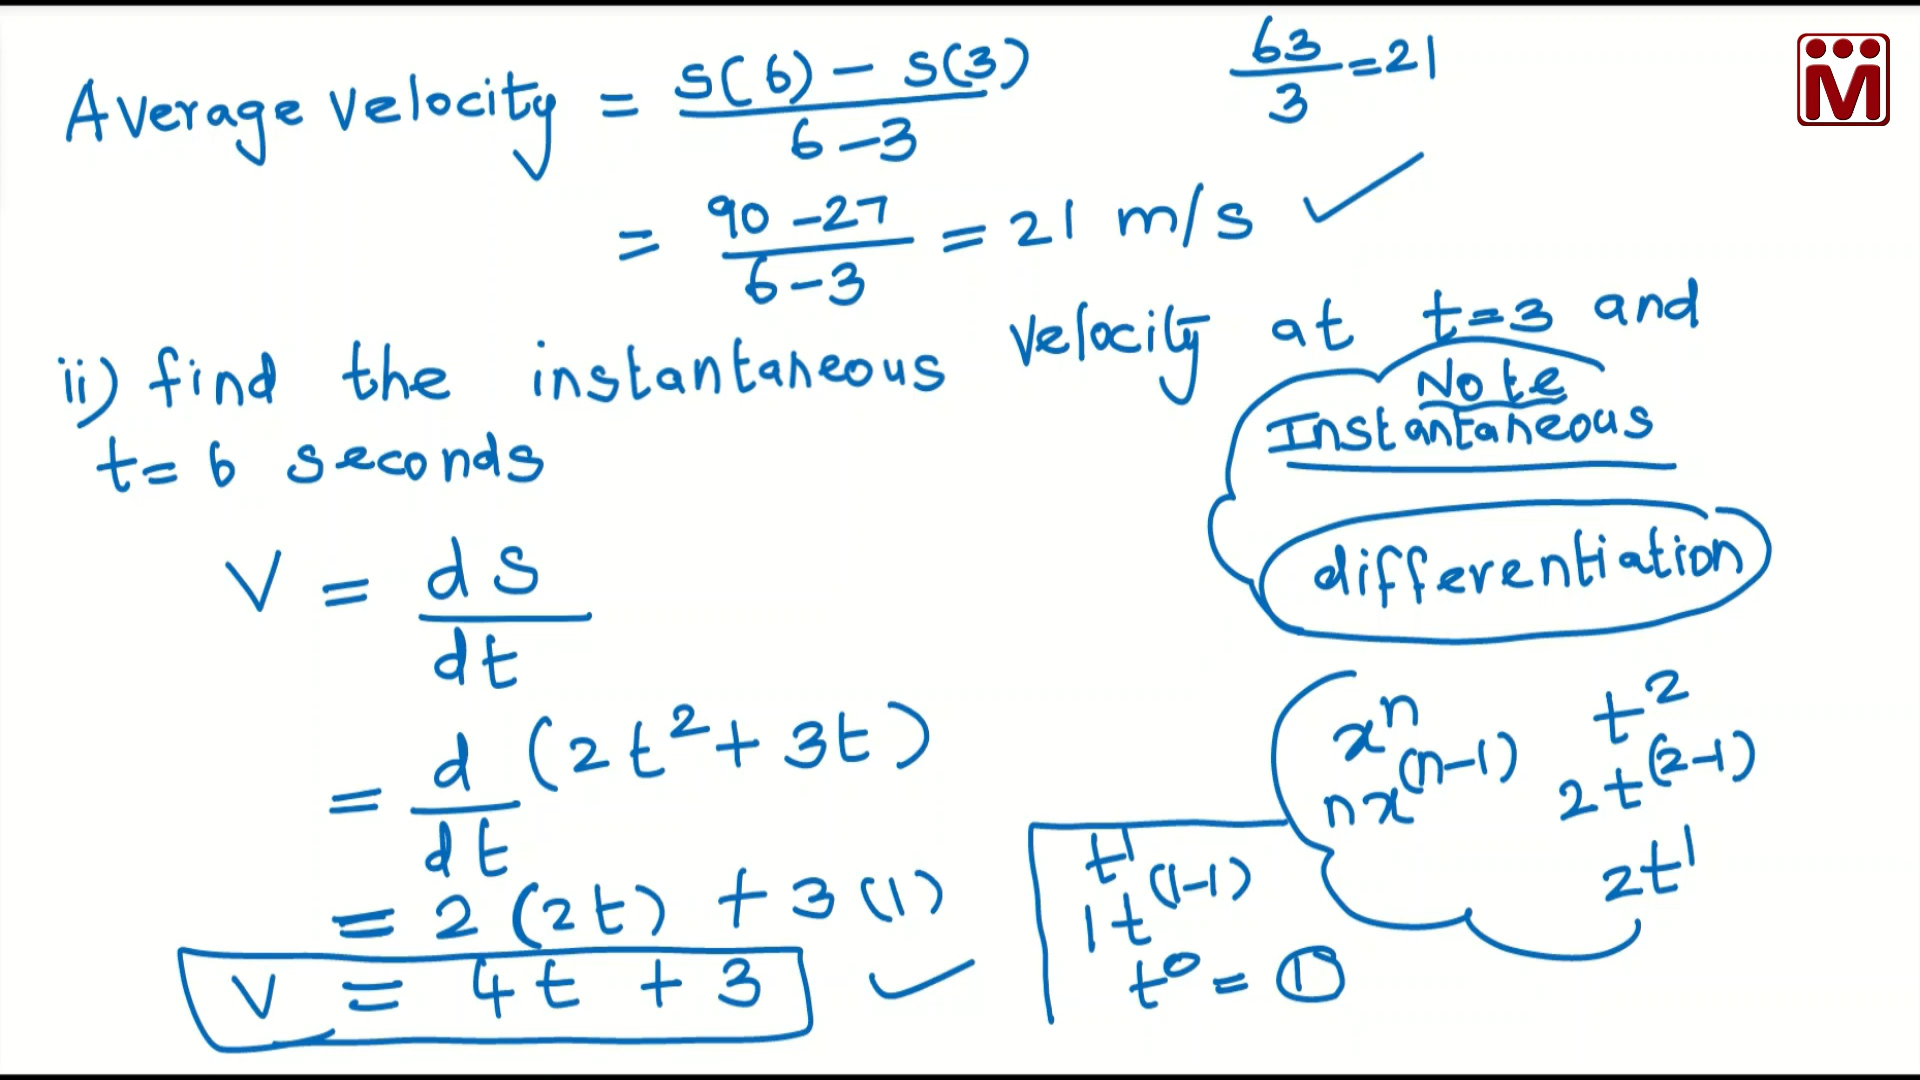 Average velocity = s(6) - s(3) / 6 - 3
63/3 = 21
= 90 - 27 / 6 - 3 = 21 m/s ✓
ii) find the instantaneous velocity at t=3 and
t= 6 seconds
Note
Instantaneous
differentiation
V = ds/dt
= d/dt (2t² + 3t)
= 2(2t) + 3(1)
V = 4t + 3 ✓
xⁿ
nx⁽ⁿ⁻¹⁾
t²
2t⁽²⁻¹⁾
2t¹
t¹
1t⁽¹⁻¹⁾
t⁰ = 1
M